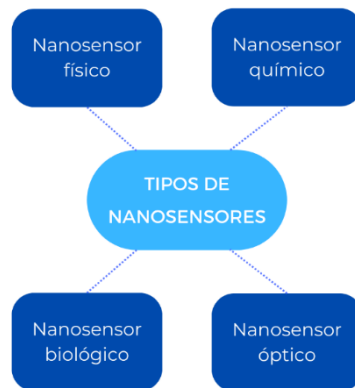 Nanosensor
físico
Nanosensor
químico
TIPOS DE
NANOSENSORES
Nanosensor
biológico
Nanosensor
óptico